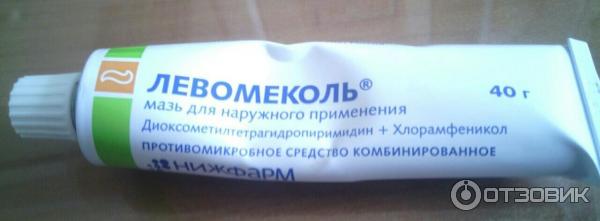 ЛЕВОМЕКОЛЬ®
мазь для наружного применения
40 г
Диоксометилтетрагидропиримидин + Хлорамфеникол
ПРОТИВОМИКРОБНОЕ СРЕДСТВО КОМБИНИРОВАННОЕ
НИЖФАРМ
ОТЗОВИК